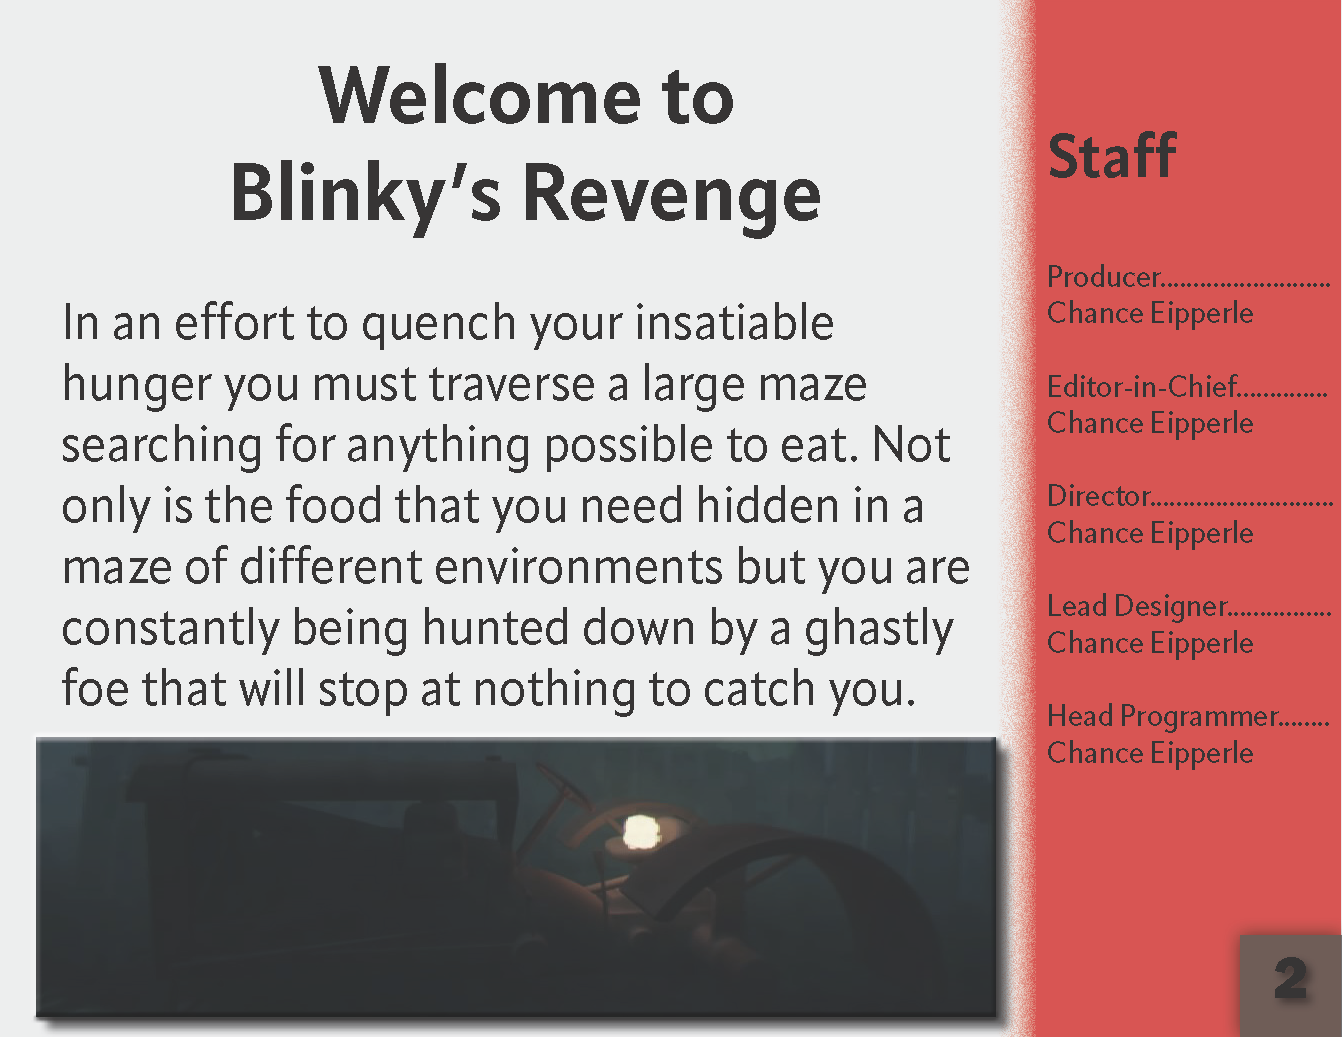 Welcome to
Blinky’s Revenge
In an effort to quench your insatiable
hunger you must traverse a large maze
searching for anything possible to eat. Not
only is the food that you need hidden in a
maze of different environments but you are
constantly being hunted down by a ghastly
foe that will stop at nothing to catch you.
Staff
Producer..........................
Chance Eipperle
Editor-in-Chief..............
Chance Eipperle
Director............................
Chance Eipperle
Lead Designer................
Chance Eipperle
Head Programmer........
Chance Eipperle
2